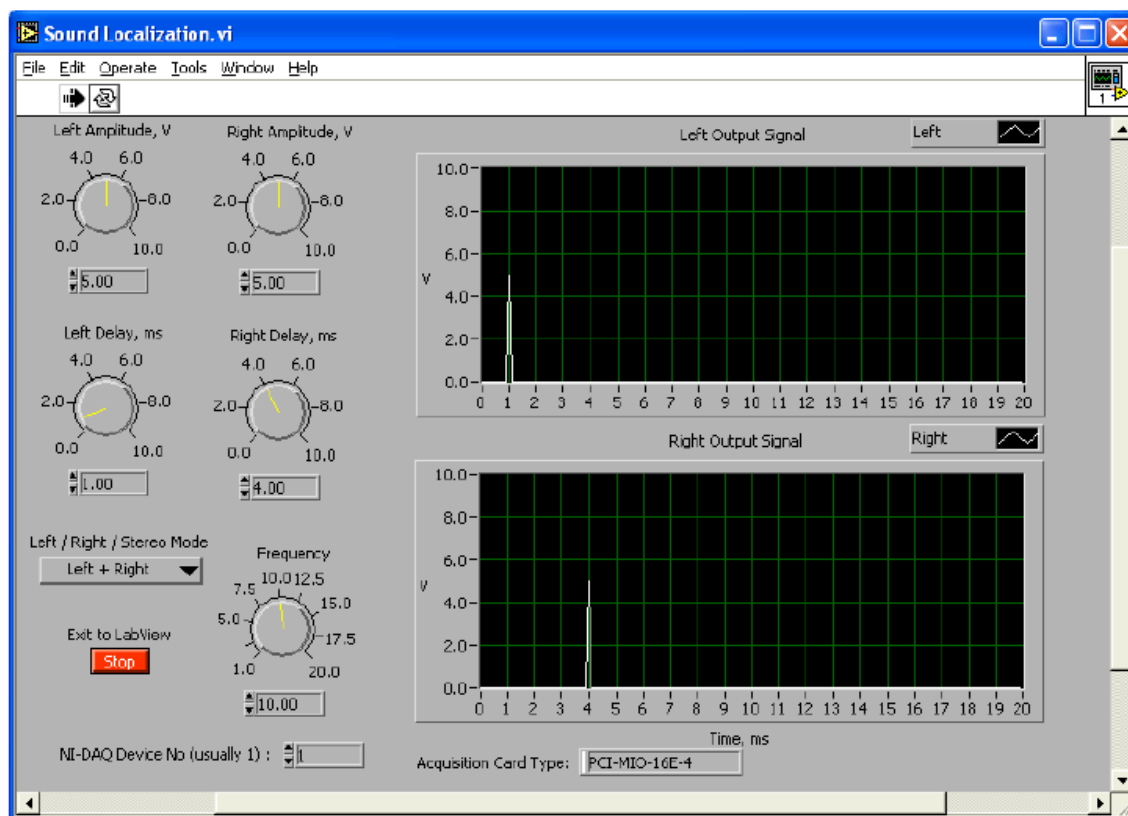 Sound Localization.vi
File Edit Operate Tools Window Help
1
Left Amplitude, V
4.0 6.0
2.0 8.0
0.0 10.0
5.00
Right Amplitude, V
4.0 6.0
2.0 8.0
0.0 10.0
5.00
Left Delay, ms
4.0 6.0
2.0 8.0
0.0 10.0
1.00
Right Delay, ms
4.0 6.0
2.0 8.0
0.0 10.0
4.00
Left / Right / Stereo Mode
Left + Right
Exit to LabView
Stop
Frequency
7.5 10.0 12.5
5.0 15.0
17.5
1.0 20.0
10.00
NI-DAQ Device No (usually 1) : 1
Left Output Signal Left
10.0
8.0
6.0
V
4.0
2.0
0.0
0 1 2 3 4 5 6 7 8 9 10 11 12 13 14 15 16 17 18 19 20
Right Output Signal Right
10.0
8.0
6.0
V
4.0
2.0
0.0
0 1 2 3 4 5 6 7 8 9 10 11 12 13 14 15 16 17 18 19 20
Time, ms
Acquisition Card Type: PCI-MIO-16E-4